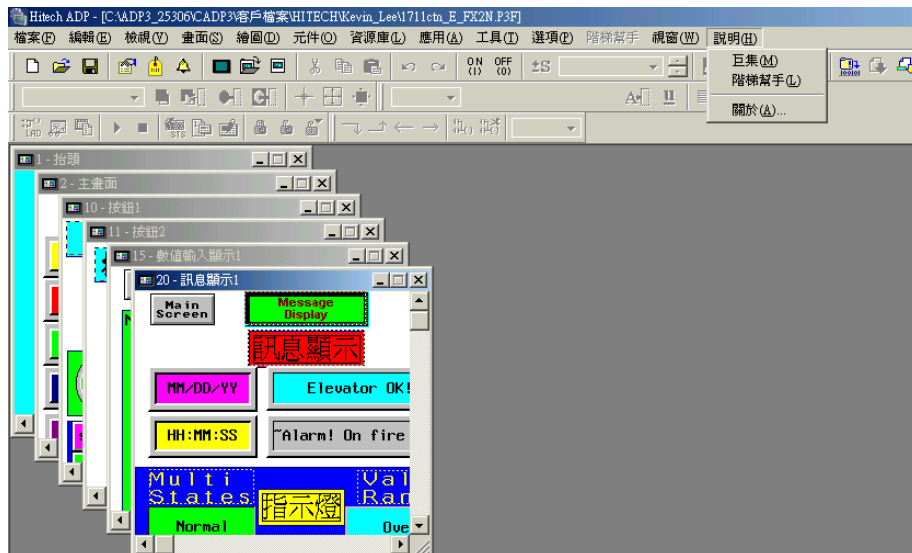 Hitech ADP - [C:\ADP3_25306\CADP3\客戶檔案\HITECH\Kevin_Lee\1711ctn_E_FX2N.P3F]
檔案(F) 編輯(E) 檢視(V) 畫面(S) 繪圖(D) 元件(O) 資源庫(L) 應用(A) 工具(T) 選項(P) 階梯幫手 視窗(W) 說明(H)
巨集(M)
階梯幫手(L)
關於(A)...
ON (1) OFF (0) ±S
A U
LAD STS
1 - 抬頭
2 - 主畫面
10 - 按鈕1
11 - 按鈕2
15 - 數值輸入顯示1
20 - 訊息顯示1
Main Screen
Message Display
訊息顯示
MM/DD/YY
Elevator OK!
HH:MM:SS
~Alarm! On fire
Multi States
指示燈
Val
Ran
Normal
Ove